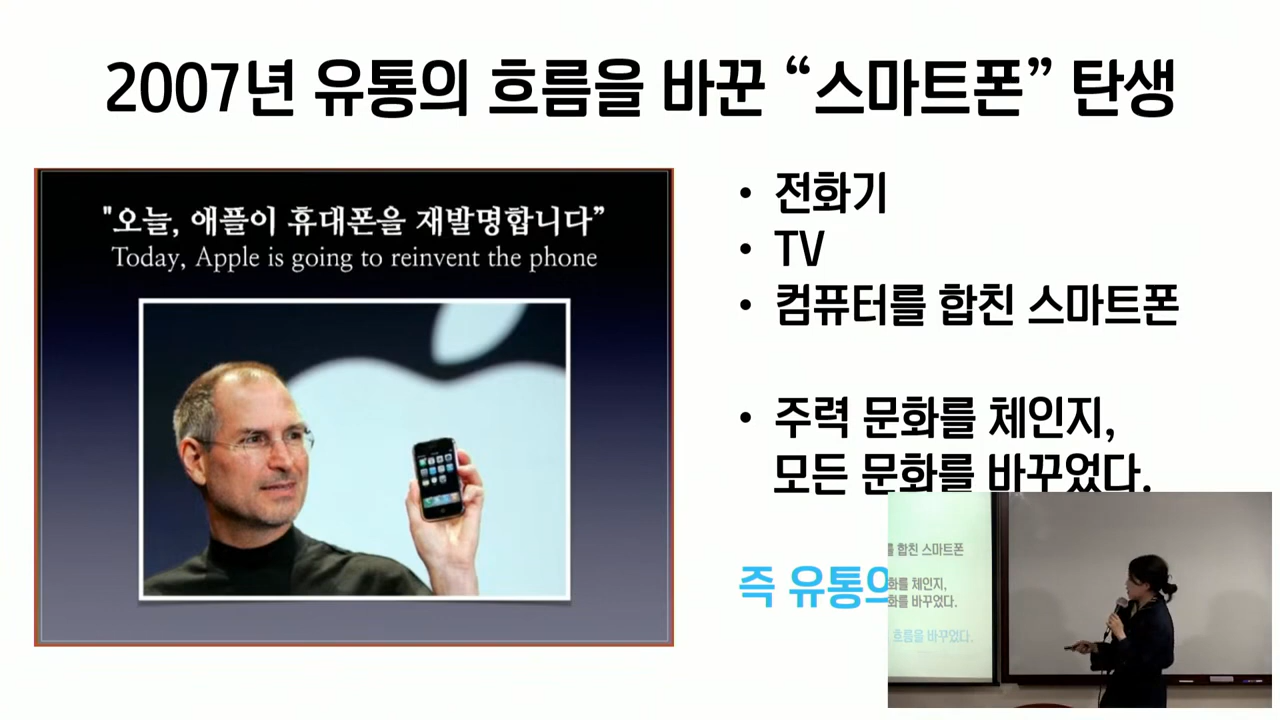 2007년 유통의 흐름을 바꾼 “스마트폰” 탄생
"오늘, 애플이 휴대폰을 재발명합니다”
Today, Apple is going to reinvent the phone
• 전화기
• TV
• 컴퓨터를 합친 스마트폰
• 주력 문화를 체인지,
모든 문화를 바꾸었다.
즉 유통의
를 합친 스마트폰
화를 체인지,
화를 바꾸었다.
흐름을 바꾸었다.